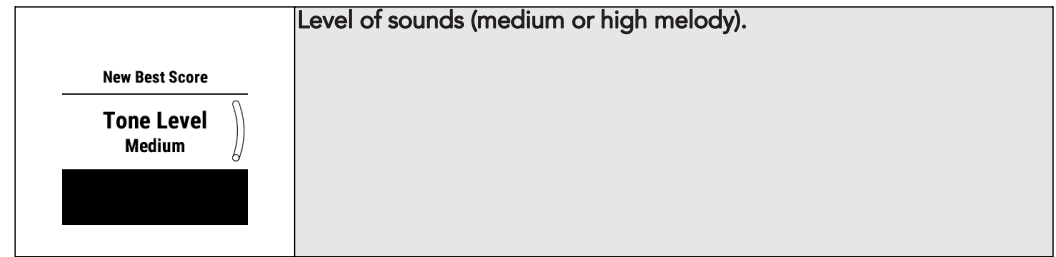 Level of sounds (medium or high melody).
New Best Score
Tone Level
Medium